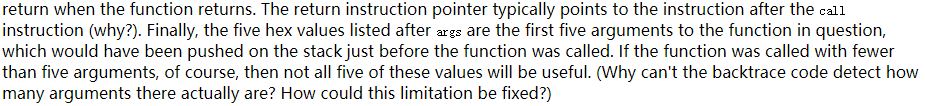 return when the function returns. The return instruction pointer typically points to the instruction after the call
instruction (why?). Finally, the five hex values listed after args are the first five arguments to the function in question,
which would have been pushed on the stack just before the function was called. If the function was called with fewer
than five arguments, of course, then not all five of these values will be useful. (Why can't the backtrace code detect how
many arguments there actually are? How could this limitation be fixed?)